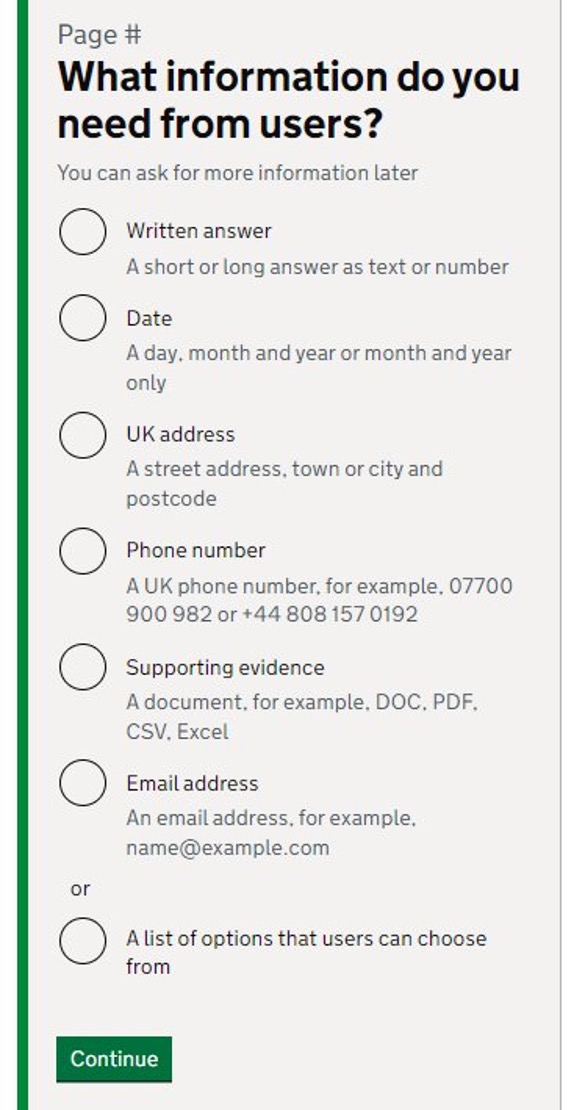 Page #
What information do you
need from users?
You can ask for more information later
Written answer
A short or long answer as text or number
Date
A day, month and year or month and year
only
UK address
A street address, town or city and
postcode
Phone number
A UK phone number, for example, 07700
900 982 or +44 808 157 0192
Supporting evidence
A document, for example, DOC, PDF,
CSV, Excel
Email address
An email address, for example,
name@example.com
or
A list of options that users can choose
from
Continue